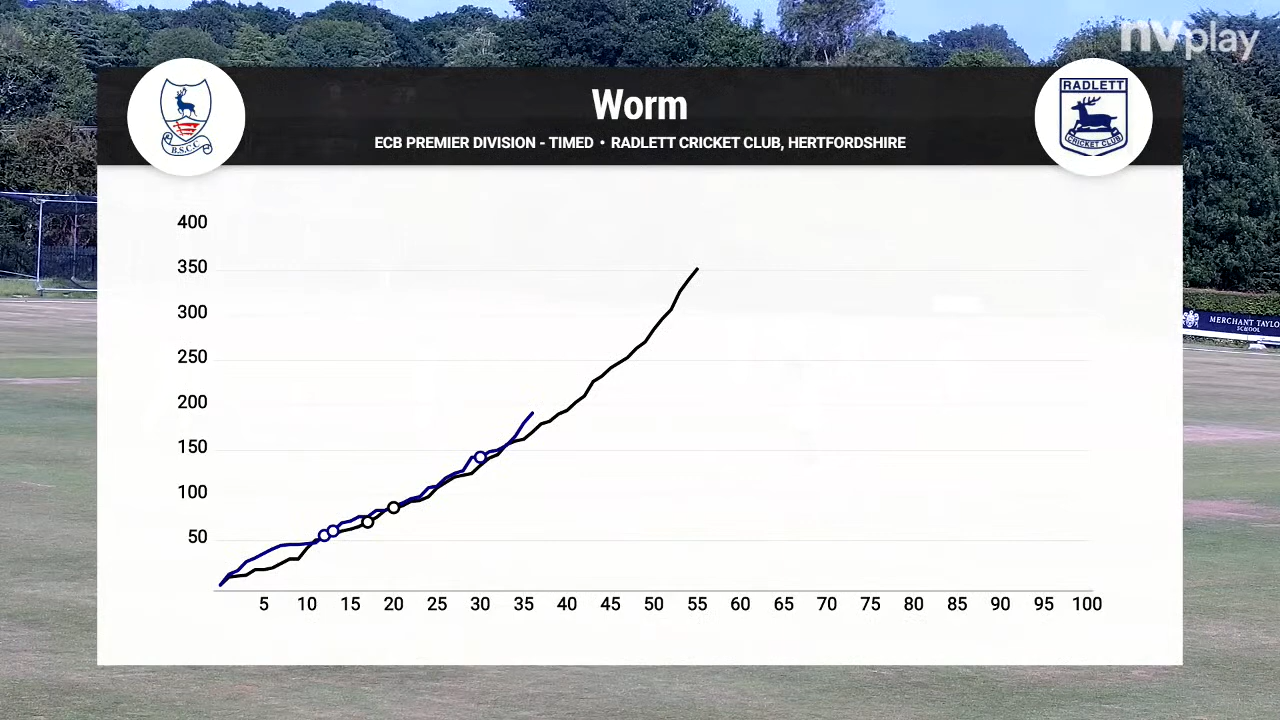 nvplay
Worm
ECB PREMIER DIVISION - TIMED • RADLETT CRICKET CLUB, HERTFORDSHIRE
B.S.C.C.
RADLETT
CRICKET CLUB
400
350
300
250
200
150
100
50
5 10 15 20 25 30 35 40 45 50 55 60 65 70 75 80 85 90 95 100
MERCHANT TAYLO
SCHOOL